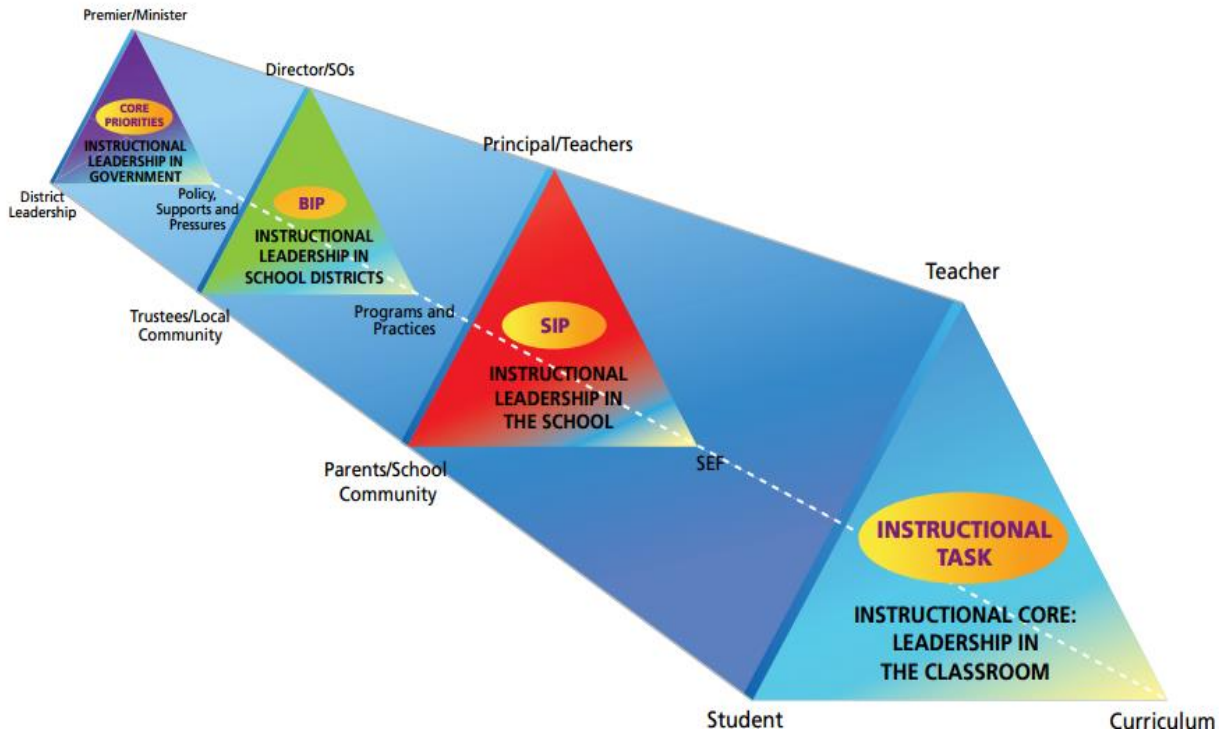 Premier/Minister
CORE
PRIORITIES
INSTRUCTIONAL
LEADERSHIP IN
GOVERNMENT
District
Leadership
Policy,
Supports and
Pressures
Director/SOs
BIP
INSTRUCTIONAL
LEADERSHIP IN
SCHOOL DISTRICTS
Trustees/Local
Community
Programs and
Practices
Principal/Teachers
SIP
INSTRUCTIONAL
LEADERSHIP IN
THE SCHOOL
Parents/School
Community
SEF
Teacher
INSTRUCTIONAL
TASK
INSTRUCTIONAL CORE:
LEADERSHIP IN
THE CLASSROOM
Student
Curriculum